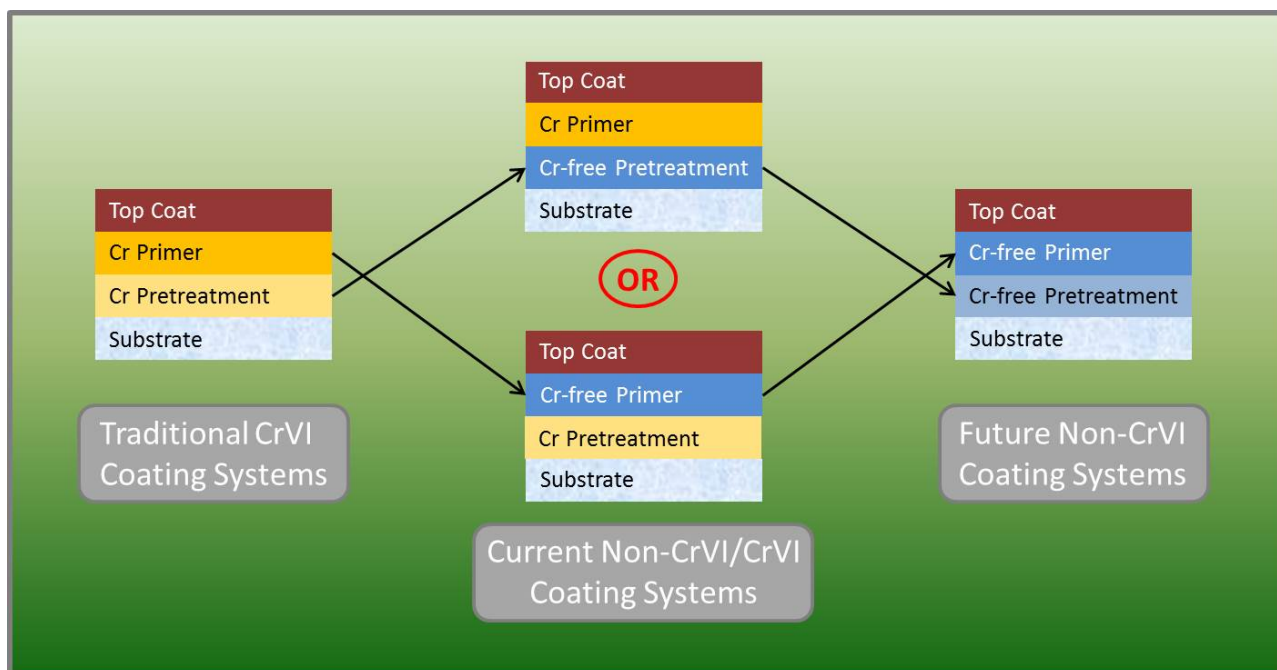 Top Coat
Cr Primer
Cr Pretreatment
Substrate
Traditional CrVI
Coating Systems
Top Coat
Cr Primer
Cr-free Pretreatment
Substrate
OR
Top Coat
Cr-free Primer
Cr Pretreatment
Substrate
Current Non-CrVI/CrVI
Coating Systems
Top Coat
Cr-free Primer
Cr-free Pretreatment
Substrate
Future Non-CrVI
Coating Systems